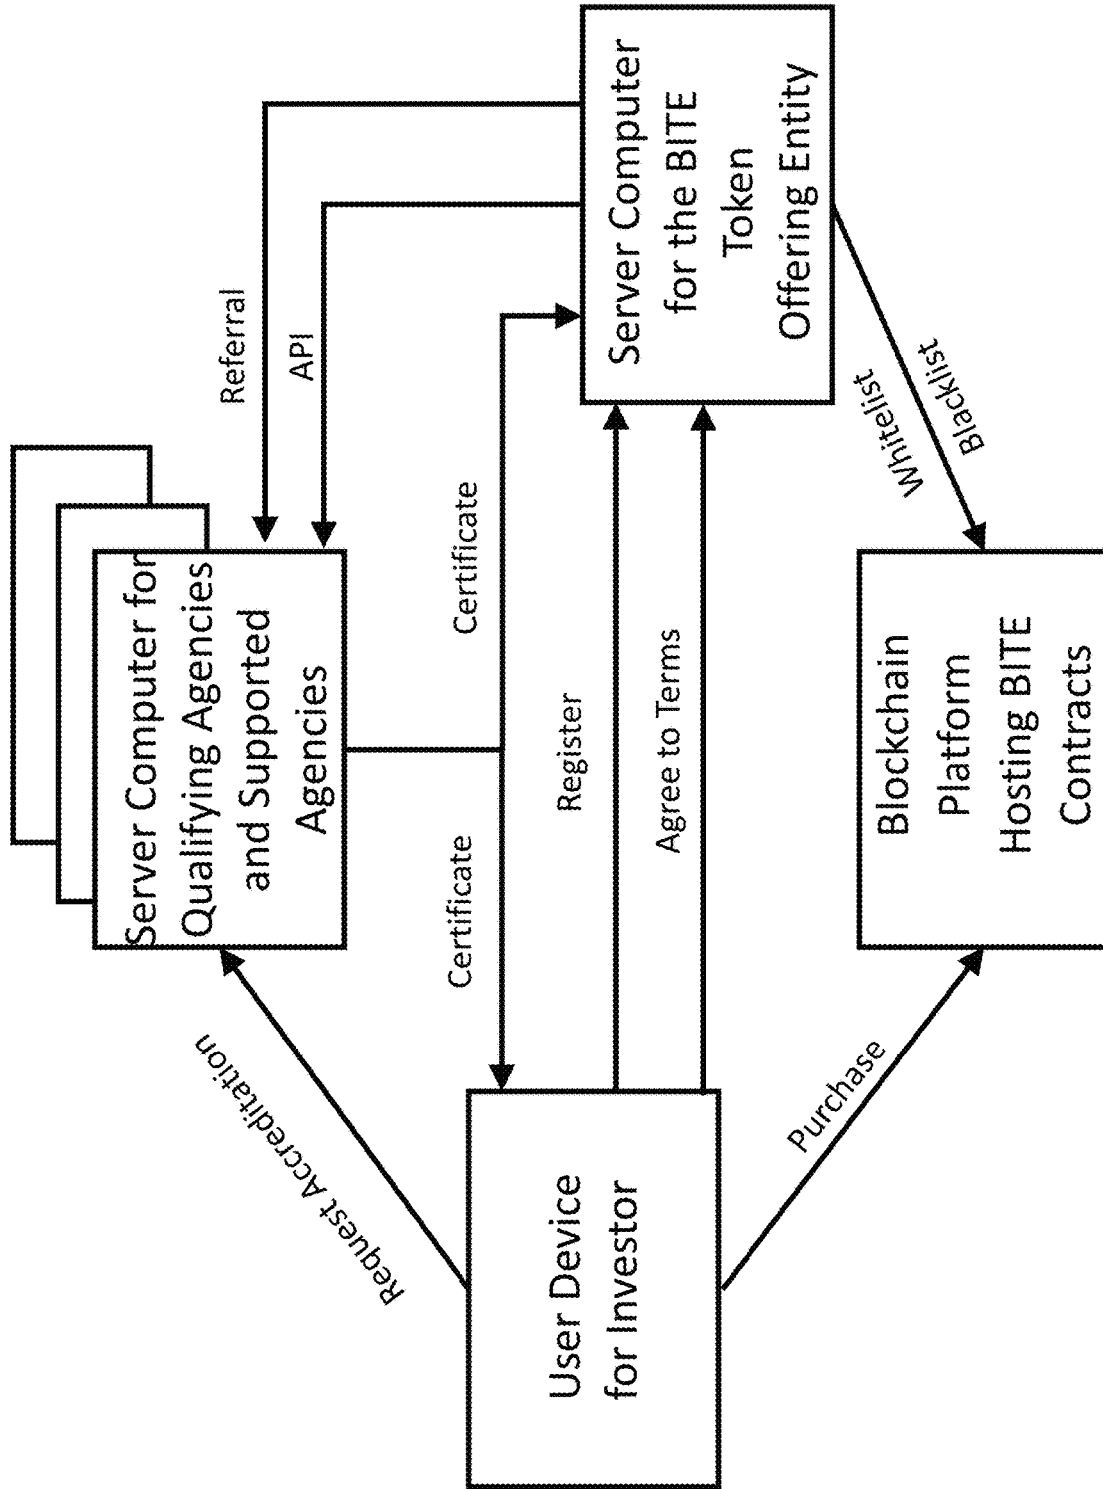 Server Computer for
Qualifying Agencies
and Supported
Agencies
Referral
API
Request Accreditation
Certificate
Certificate
User Device
for Investor
Register
Agree to Terms
Server Computer
for the BITE
Token
Offering Entity
Purchase
Whitelist
Blacklist
Blockchain
Platform
Hosting BITE
Contracts